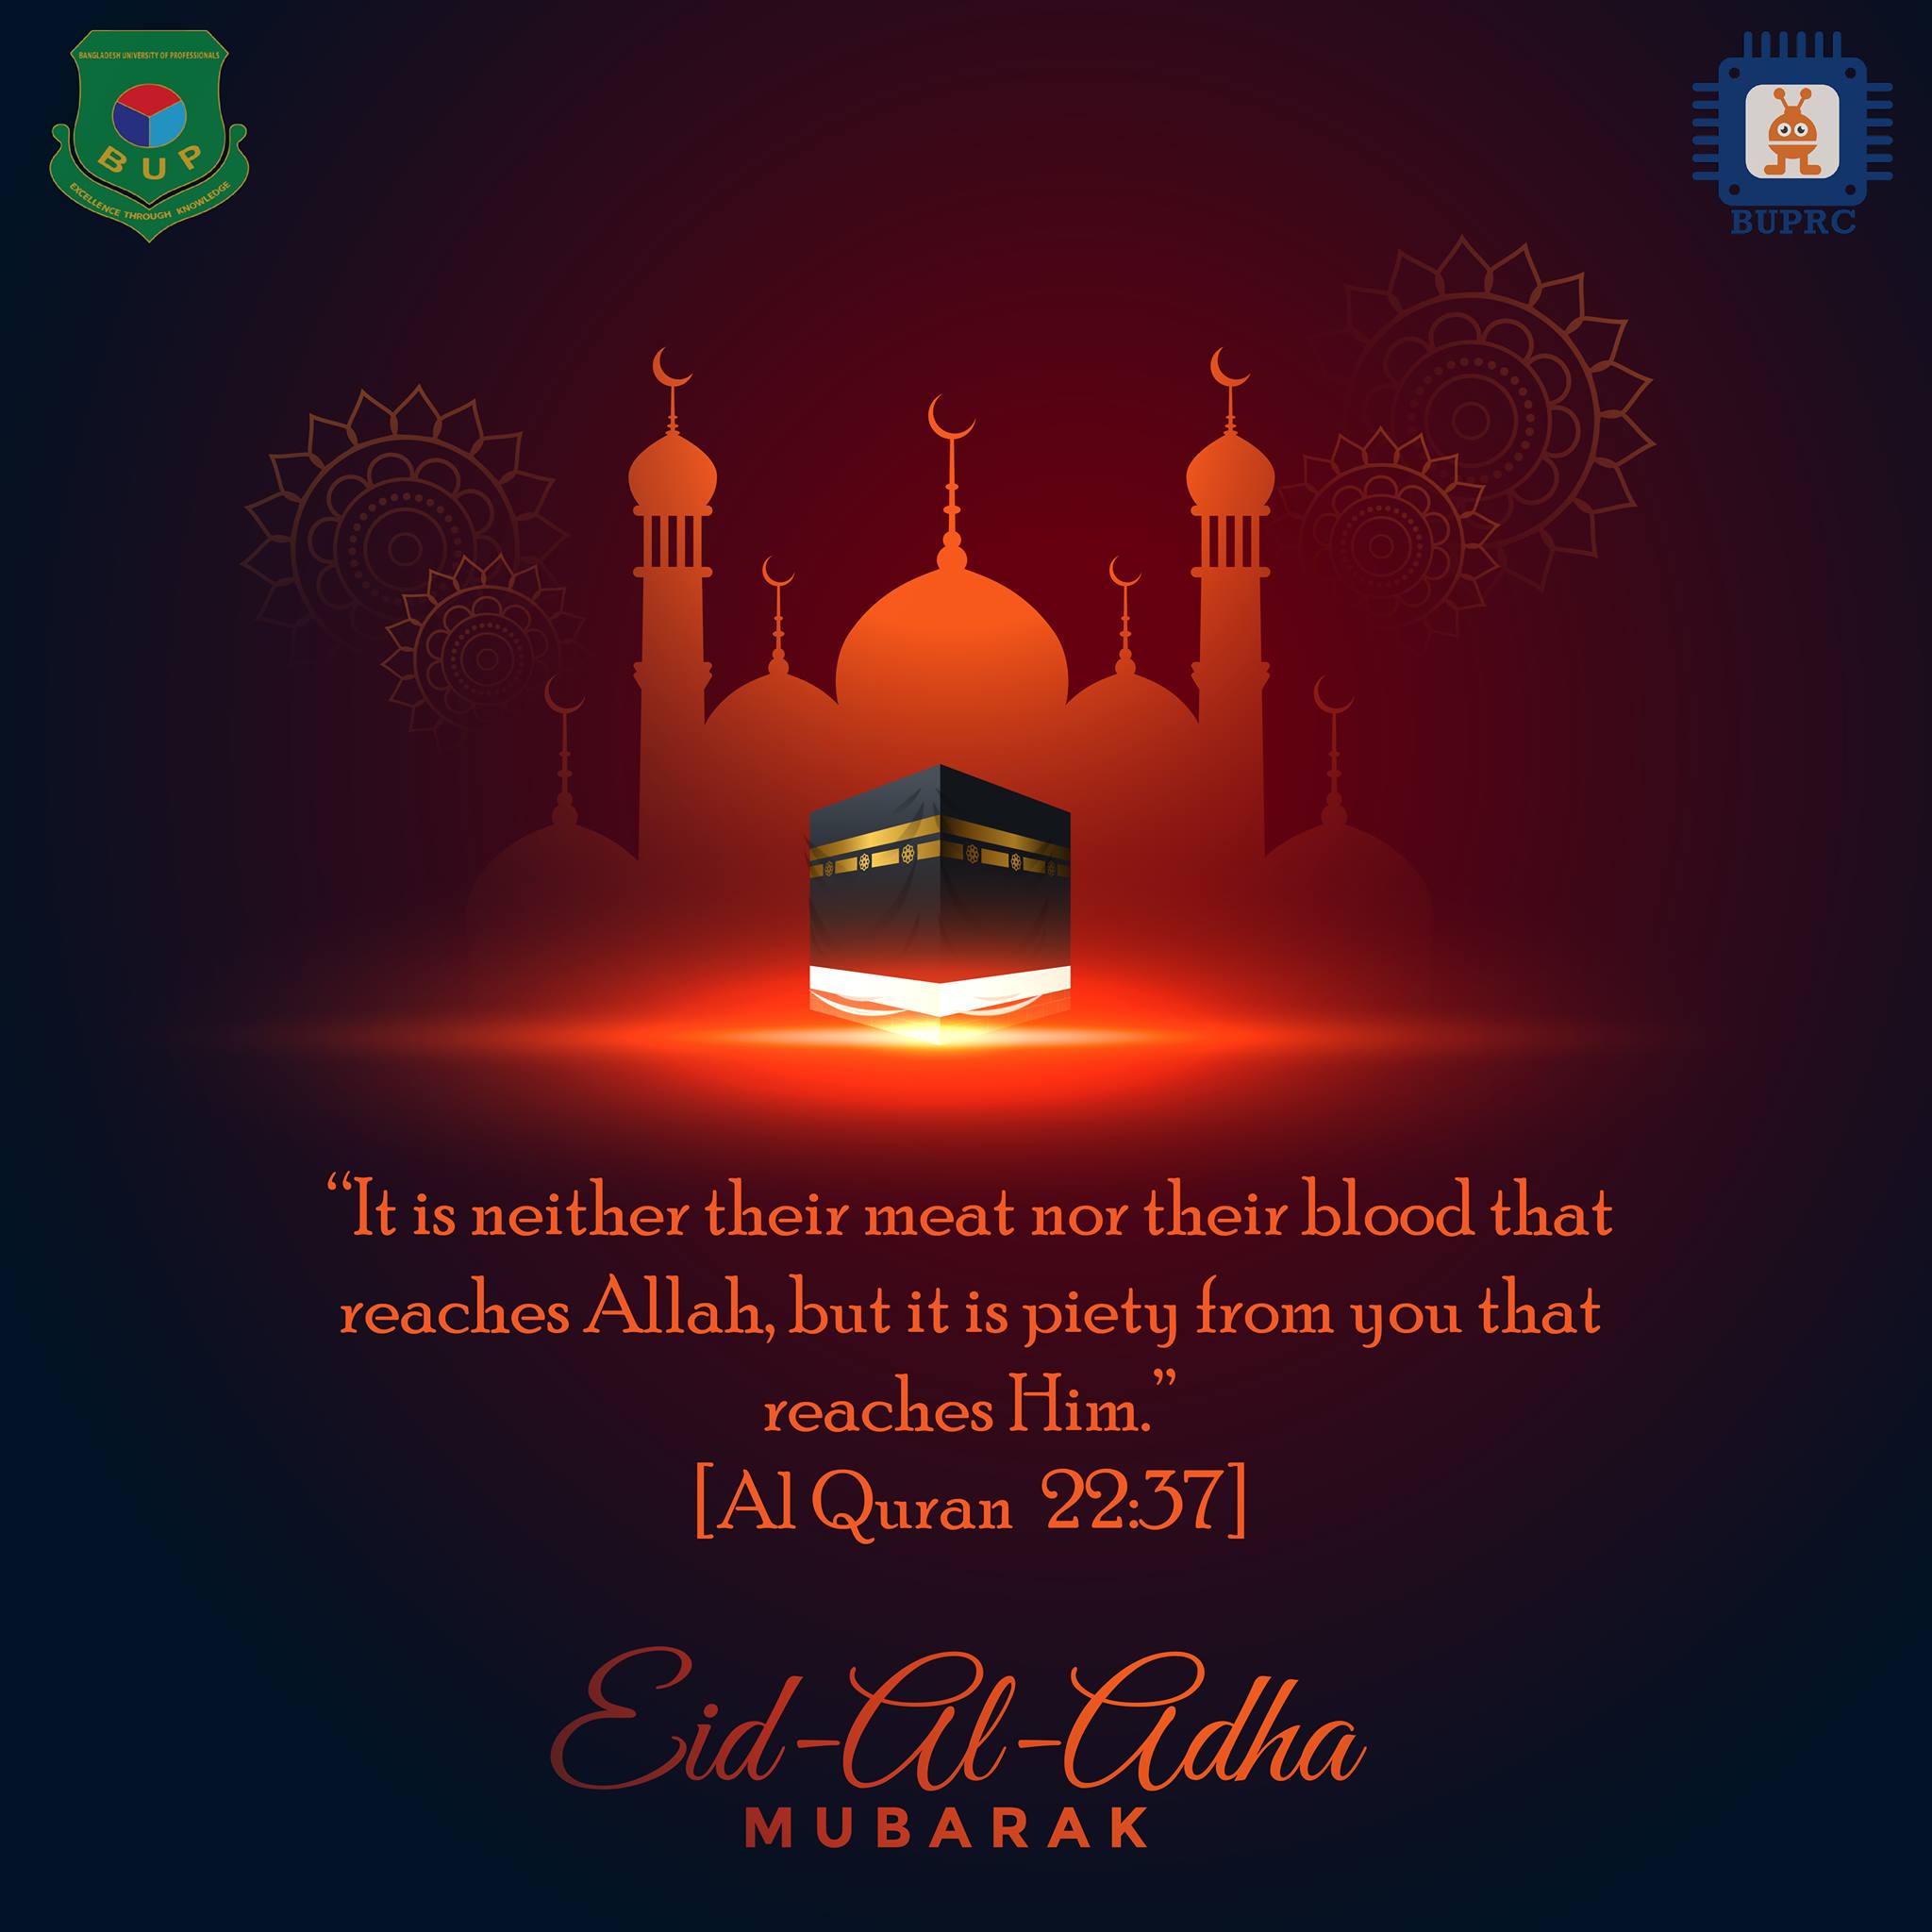 BANGLADESH UNIVERSITY OF PROFESSIONALS
BUP
EXCELLENCE THROUGH KNOWLEDGE
BUPRC
“It is neither their meat nor their blood that
reaches Allah, but it is piety from you that
reaches Him.”
[Al Quran 22:37]
Eid-Al-Adha
MUBARAK